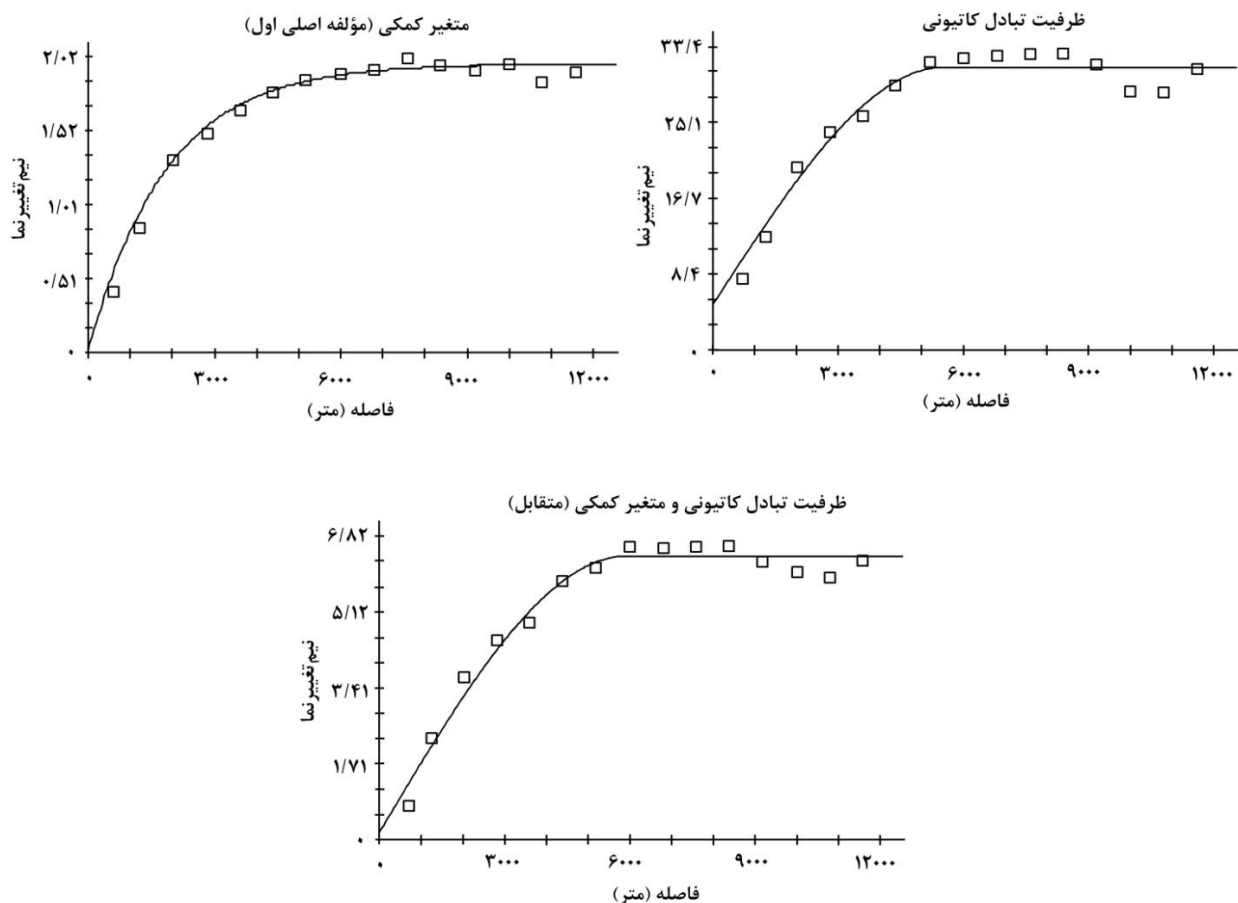 متغیر کمکی (مؤلفه اصلی اول)
۲/۰۲
۱/۵۲
۱/۰۱
۰/۵۱
۰
نیم تغییرنما
۰ ۳۰۰۰ ۶۰۰۰ ۹۰۰۰ ۱۲۰۰۰
فاصله (متر)
ظرفیت تبادل کاتیونی
۳۳/۴
۲۵/۱
۱۶/۷
۸/۴
۰
نیم تغییرنما
۰ ۳۰۰۰ ۶۰۰۰ ۹۰۰۰ ۱۲۰۰۰
فاصله (متر)
ظرفیت تبادل کاتیونی و متغیر کمکی (متقابل)
۶/۸۲
۵/۱۲
۳/۴۱
۱/۷۱
۰
نیم تغییرنما
۰ ۳۰۰۰ ۶۰۰۰ ۹۰۰۰ ۱۲۰۰۰
فاصله (متر)